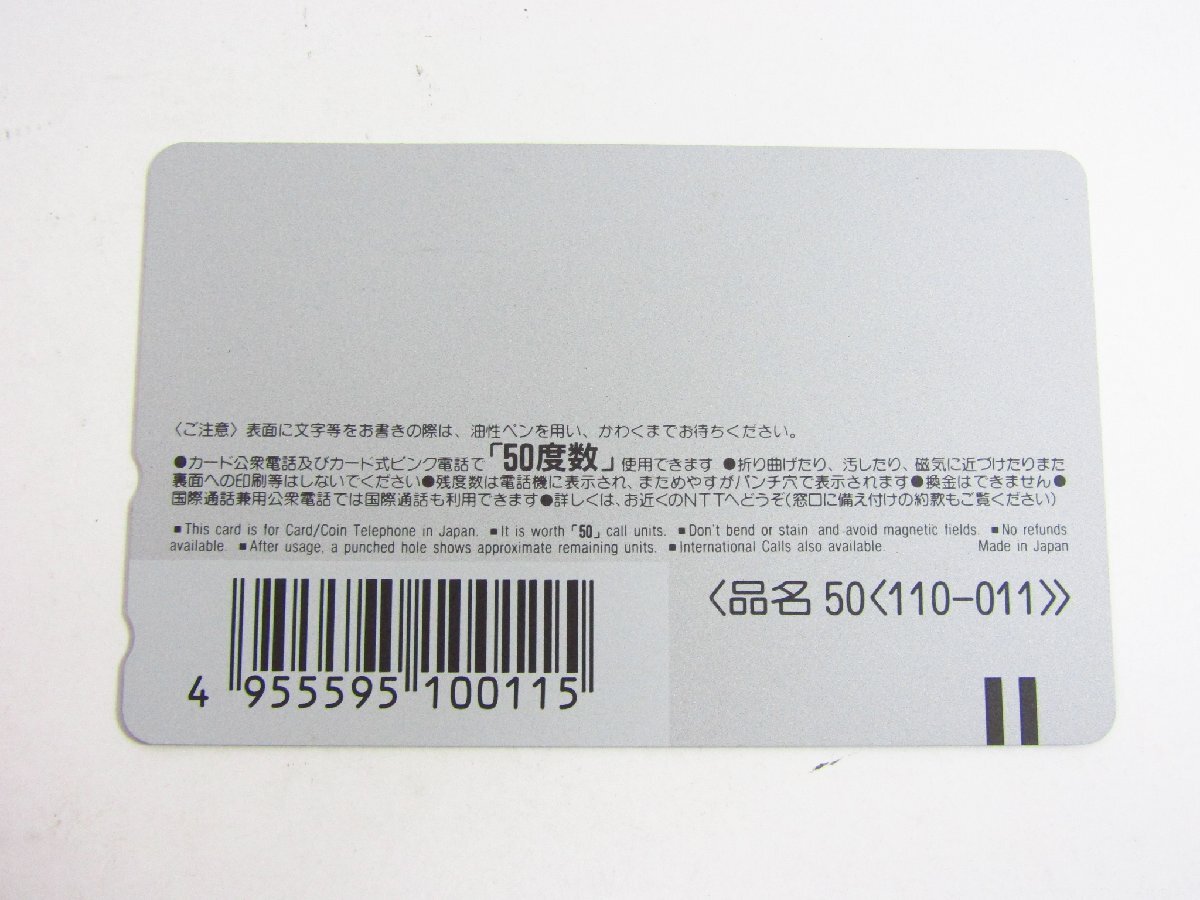 〈ご注意〉表面に文字等をお書きの際は、油性ペンを用い、かわくまでお待ちください。
●カード公衆電話及びカード式ピンク電話で「50度数」使用できます ●折り曲げたり、汚したり、磁気に近づけたりまた
裏面への印刷等はしないでください●残度数は電話機に表示され、まためやすがパンチ穴で表示されます●換金はできません●
国際通話兼用公衆電話では国際通話も利用できます●詳しくは、お近くのNTTへどうぞ(窓口に備え付けの約款もご覧ください)
■This card is for Card/Coin Telephone in Japan. ■It is worth「50」call units. ■Don't bend or stain and avoid magnetic fields. ■No refunds
available. ■After usage, a punched hole shows approximate remaining units. ■International Calls also available. Made in Japan
〈品名 50〈110-011〉〉
4 955595 100115